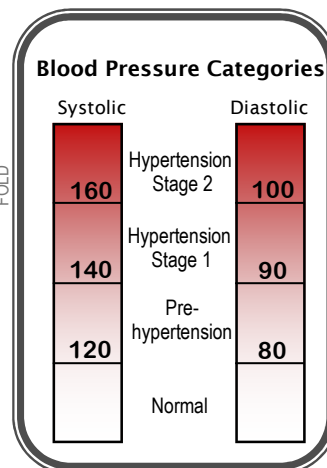 Blood Pressure Categories
Systolic Diastolic
Hypertension
Stage 2
160 100
Hypertension
Stage 1
140 90
Pre-
hypertension
120 80
Normal
FOLD